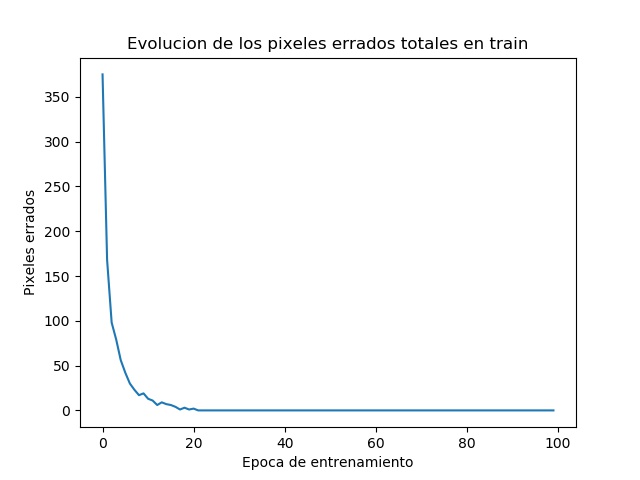 Evolucion de los pixeles errados totales en train
350
300
250
200
150
100
50
0
Pixeles errados
0 20 40 60 80 100
Epoca de entrenamiento